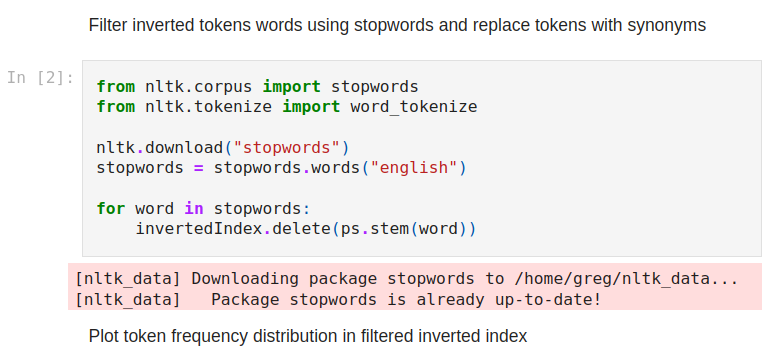 Filter inverted tokens words using stopwords and replace tokens with synonyms
In [2]:
from nltk.corpus import stopwords
from nltk.tokenize import word_tokenize
nltk.download("stopwords")
stopwords = stopwords.words("english")
for word in stopwords:
    invertedIndex.delete(ps.stem(word))
[nltk_data] Downloading package stopwords to /home/greg/nltk_data...
[nltk_data]   Package stopwords is already up-to-date!
Plot token frequency distribution in filtered inverted index